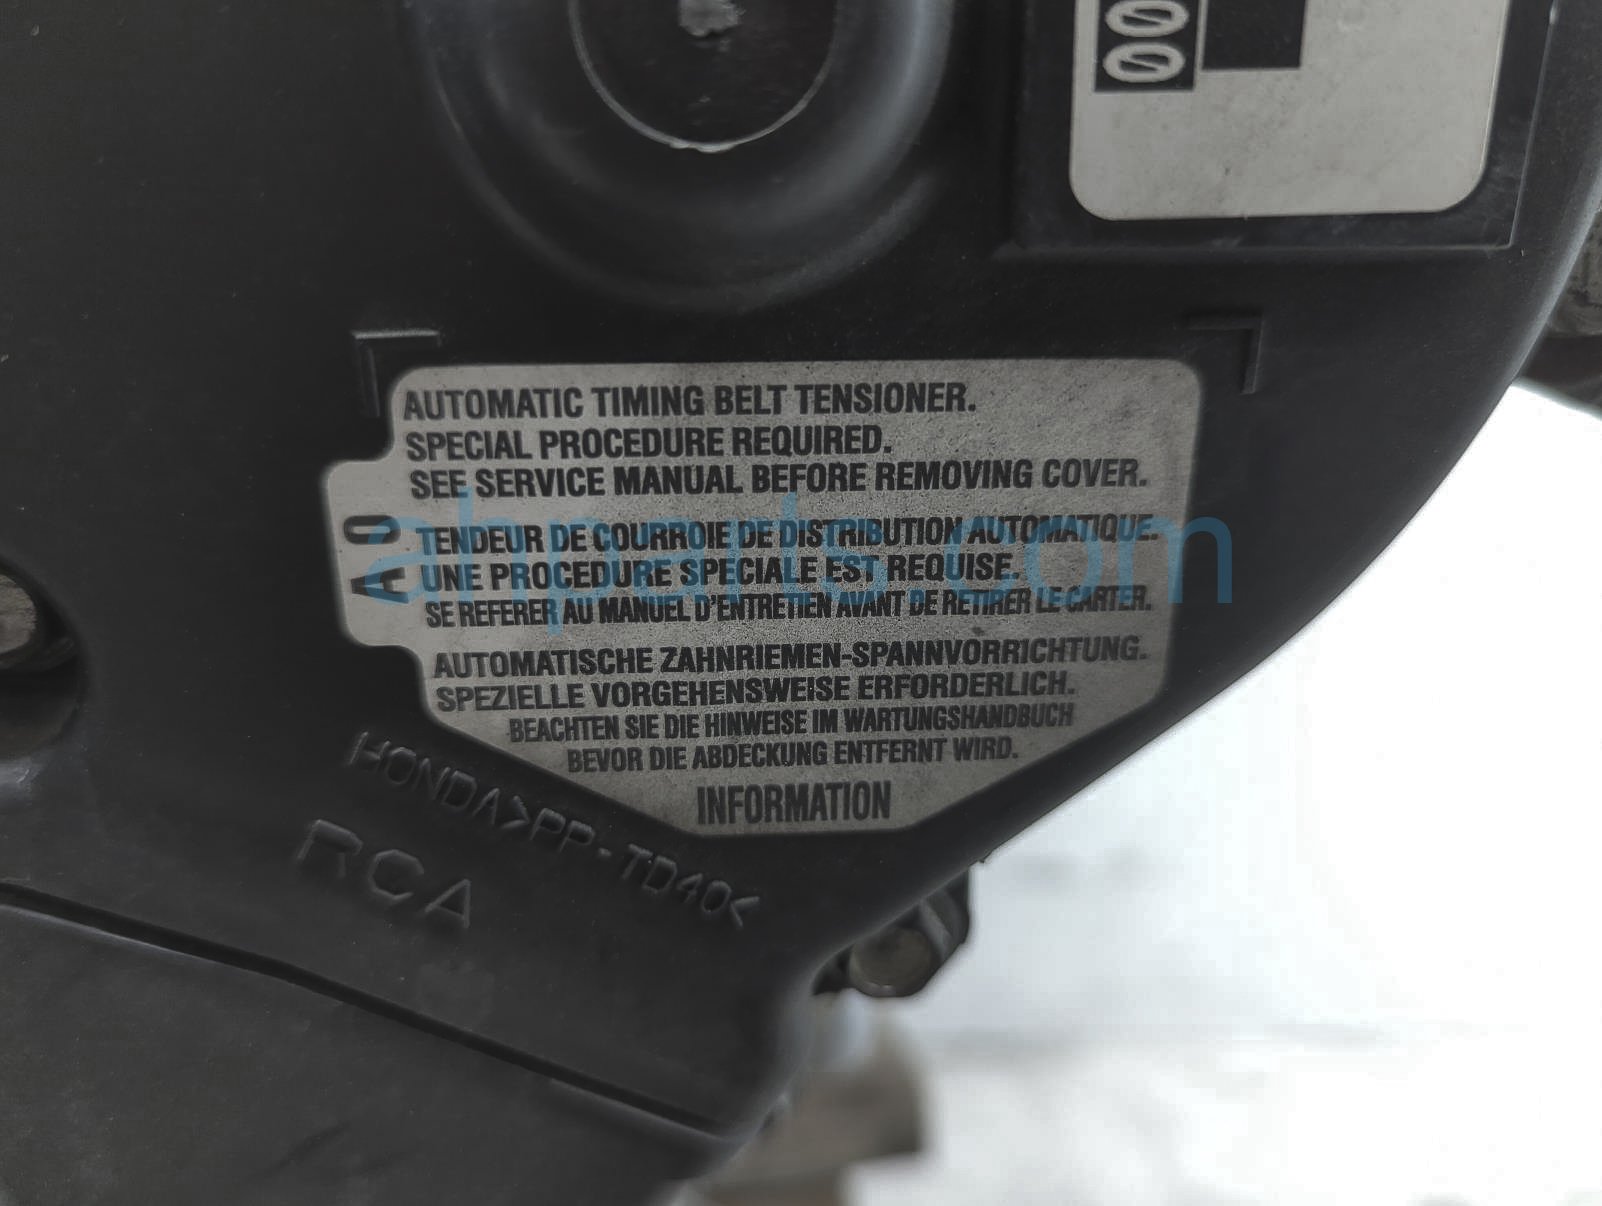 AUTOMATIC TIMING BELT TENSIONER.
SPECIAL PROCEDURE REQUIRED.
SEE SERVICE MANUAL BEFORE REMOVING COVER.
A0
TENDEUR DE COURROIE DE DISTRIBUTION AUTOMATIQUE.
UNE PROCEDURE SPECIALE EST REQUISE.
SE REFERER AU MANUEL D'ENTRETIEN AVANT DE RETIRER LE CARTER.
AUTOMATISCHE ZAHNRIEMEN-SPANNVORRICHTUNG.
SPEZIELLE VORGEHENSWEISE ERFORDERLICH.
BEACHTEN SIE DIE HINWEISE IM WARTUNGSHANDBUCH
BEVOR DIE ABDECKUNG ENTFERNT WIRD.
INFORMATION
HONDA>PP-TD40<
RCA
ahparts.com